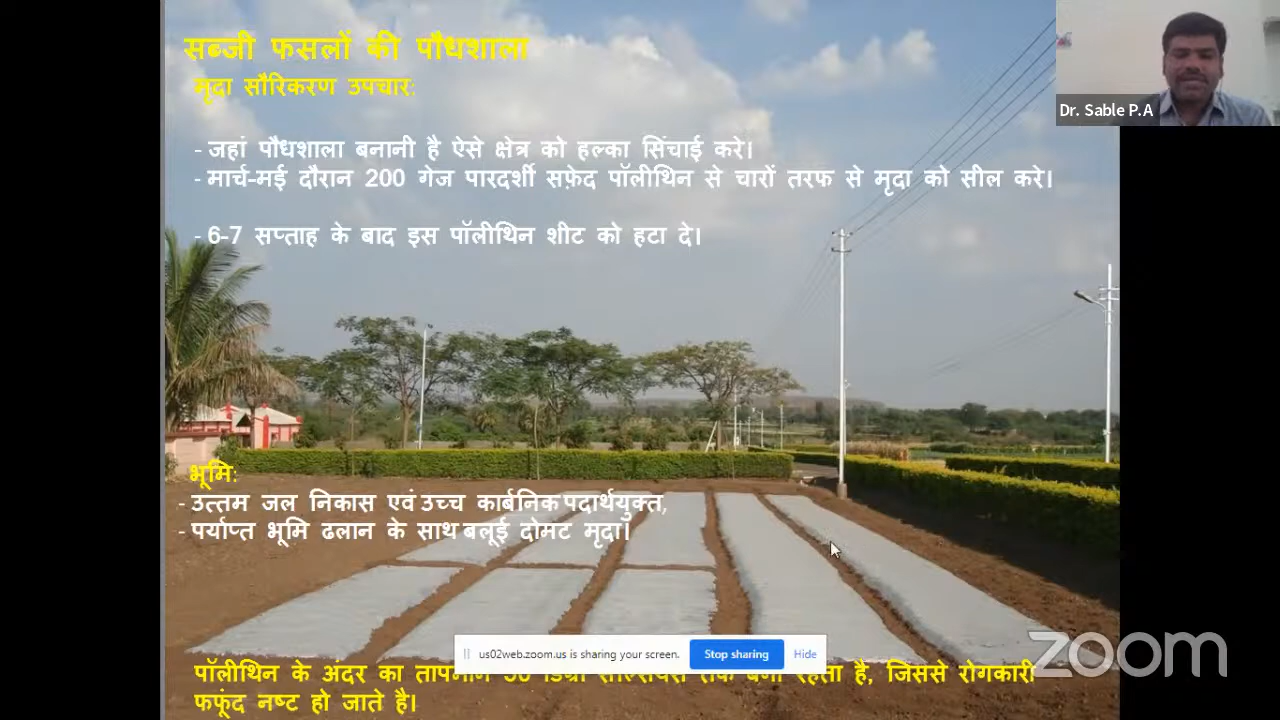 सब्जी फसलों की पौधशाला
मृदा सौरिकरण उपचार:
- जहां पौधशाला बनानी है ऐसे क्षेत्र को हल्का सिंचाई करे।
- मार्च-मई दौरान 200 गेज पारदर्शी सफ़ेद पॉलीथिन से चारों तरफ से मृदा को सील करे।
- 6-7 सप्ताह के बाद इस पॉलीथिन शीट को हटा दे।
Dr. Sable P.A
भूमि:
- उत्तम जल निकास एवं उच्च कार्बनिक पदार्थयुक्त,
- पर्याप्त भूमि ढलान के साथ बलूई दोमट मृदा।
us02web.zoom.us is sharing your screen. Stop sharing Hide
पॉलीथिन के अंदर का रहता है, जिससे रोगकारी
फफूंद नष्ट हो जाते है।
zoom